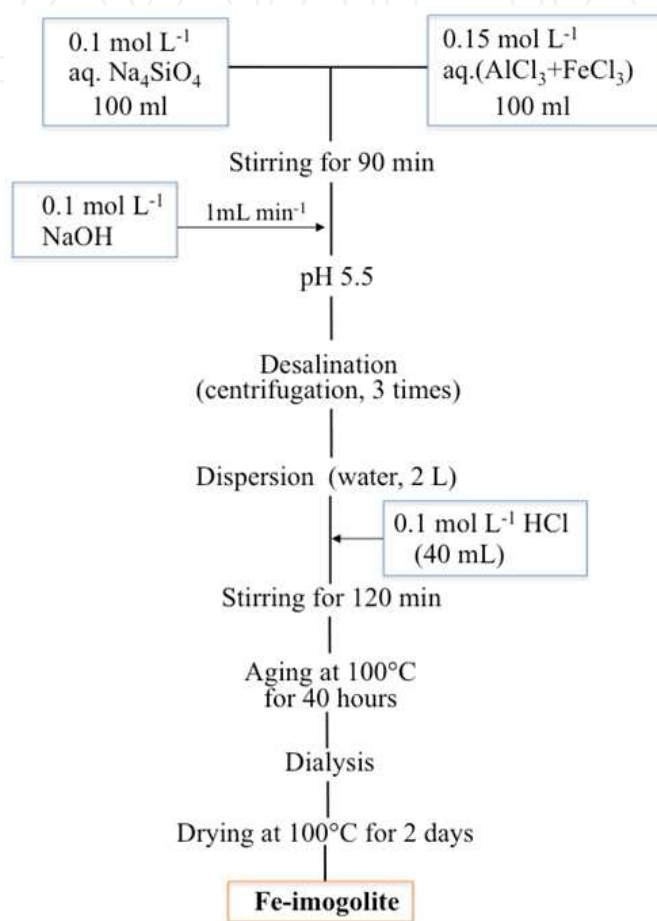 0.1 mol L⁻¹
aq. Na₄SiO₄
100 ml
0.15 mol L⁻¹
aq.(AlCl₃+FeCl₃)
100 ml
Stirring for 90 min
0.1 mol L⁻¹
NaOH
1mL min⁻¹
pH 5.5
Desalination
(centrifugation, 3 times)
Dispersion (water, 2 L)
0.1 mol L⁻¹ HCl
(40 mL)
Stirring for 120 min
Aging at 100°C
for 40 hours
Dialysis
Drying at 100°C for 2 days
Fe-imogolite